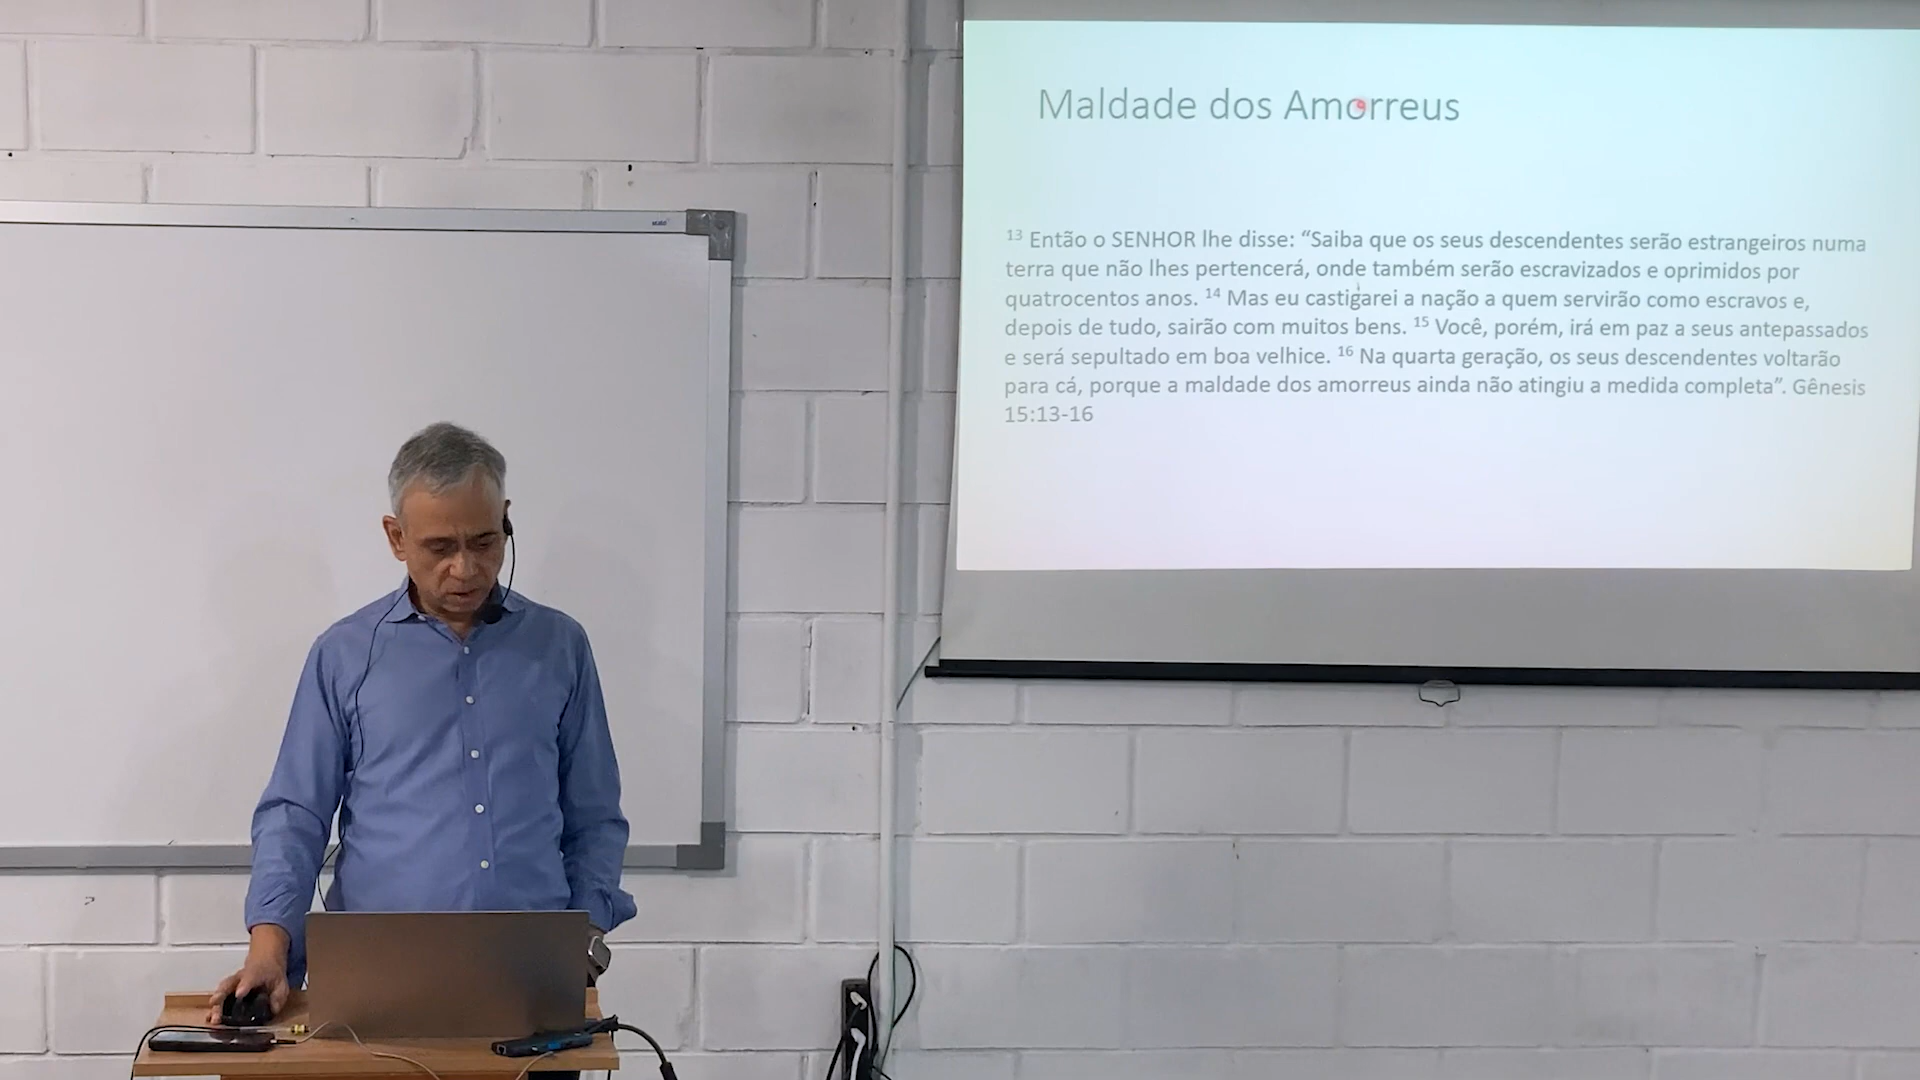 Maldade dos Amorreus
¹³ Então o SENHOR lhe disse: “Saiba que os seus descendentes serão estrangeiros numa
terra que não lhes pertencerá, onde também serão escravizados e oprimidos por
quatrocentos anos. ¹⁴ Mas eu castigarei a nação a quem servirão como escravos e,
depois de tudo, sairão com muitos bens. ¹⁵ Você, porém, irá em paz a seus antepassados
e será sepultado em boa velhice. ¹⁶ Na quarta geração, os seus descendentes voltarão
para cá, porque a maldade dos amorreus ainda não atingiu a medida completa”. Gênesis
15:13-16